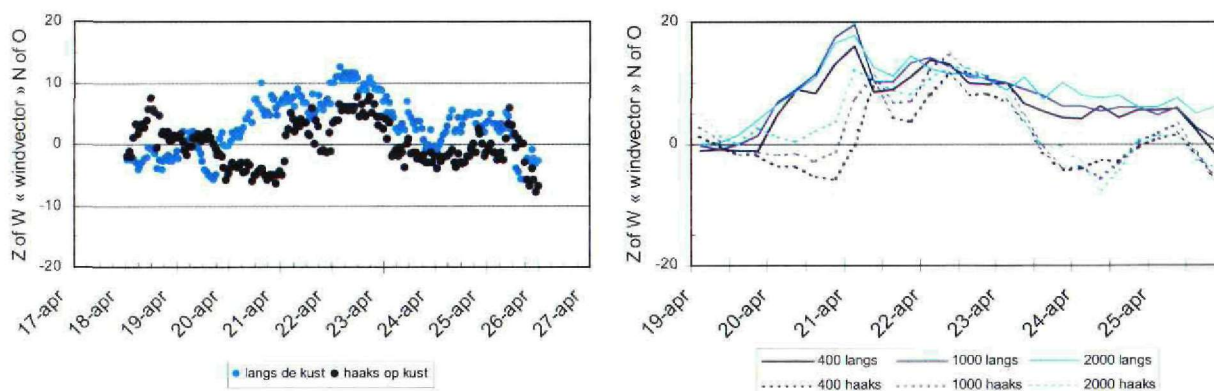 Z of W « windvector » N of O
20
10
0
-10
-20
17-apr
18-apr
19-apr
20-apr
21-apr
22-apr
23-apr
24-apr
25-apr
26-apr
27-apr
langs de kust
haaks op kust
Z of W « windvector » N of O
20
0
-20
19-apr
20-apr
21-apr
22-apr
23-apr
24-apr
25-apr
400 langs
1000 langs
2000 langs
400 haaks
1000 haaks
2000 haaks